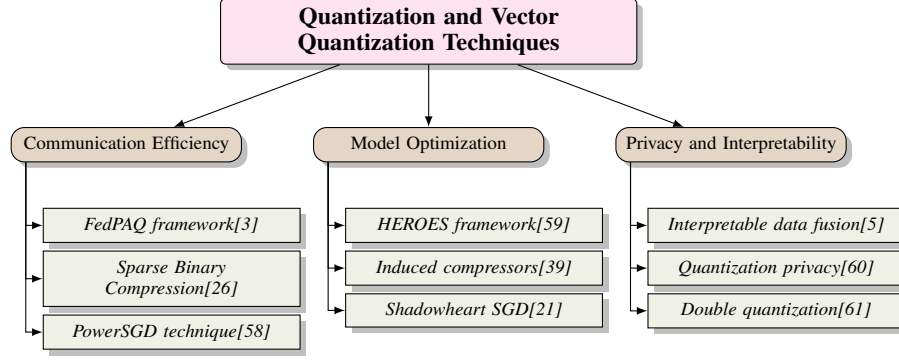 Quantization and Vector
Quantization Techniques
Communication Efficiency
Model Optimization
Privacy and Interpretability
FedPAQ framework[3]
Sparse Binary
Compression[26]
PowerSGD technique[58]
HEROES framework[59]
Induced compressors[39]
Shadowheart SGD[21]
Interpretable data fusion[5]
Quantization privacy[60]
Double quantization[61]